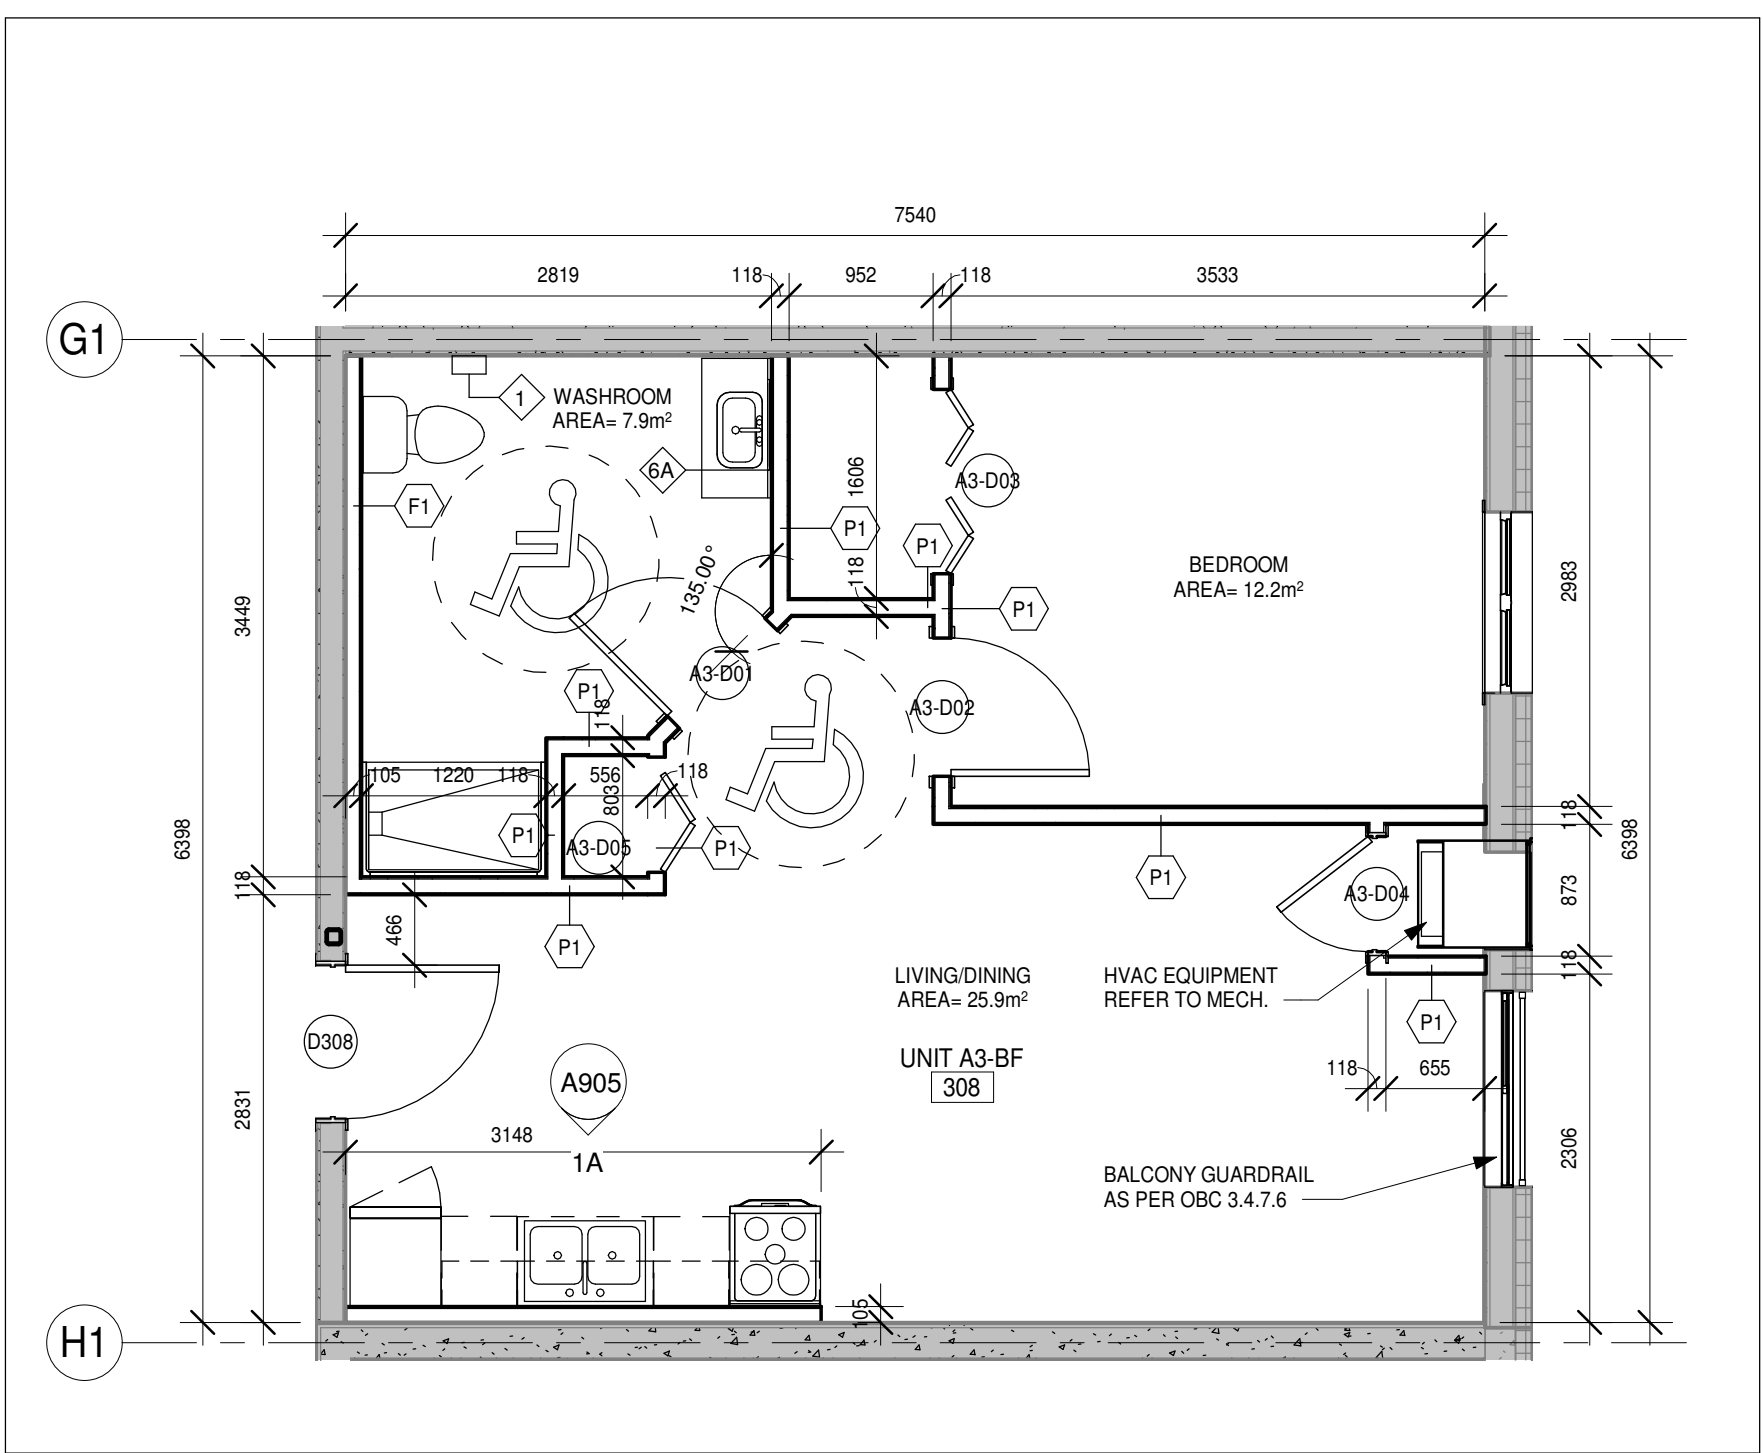 7540
2819
118
952
118
3533
G1
1
WASHROOM
AREA= 7.9m²
6A
1606
A3-D03
F1
P1
P1
118
135.00°
BEDROOM
AREA= 12.2m²
2983
P1
3449
A3-D01
P1
118
A3-D02
105
1220
118
556
118
803
6398
P1
A3-D05
P1
118
6398
118
P1
A3-D04
873
466
P1
118
LIVING/DINING
AREA= 25.9m²
HVAC EQUIPMENT
REFER TO MECH.
P1
D308
UNIT A3-BF
308
A905
118
655
2831
3148
1A
2306
BALCONY GUARDRAIL
AS PER OBC 3.4.7.6
105
H1